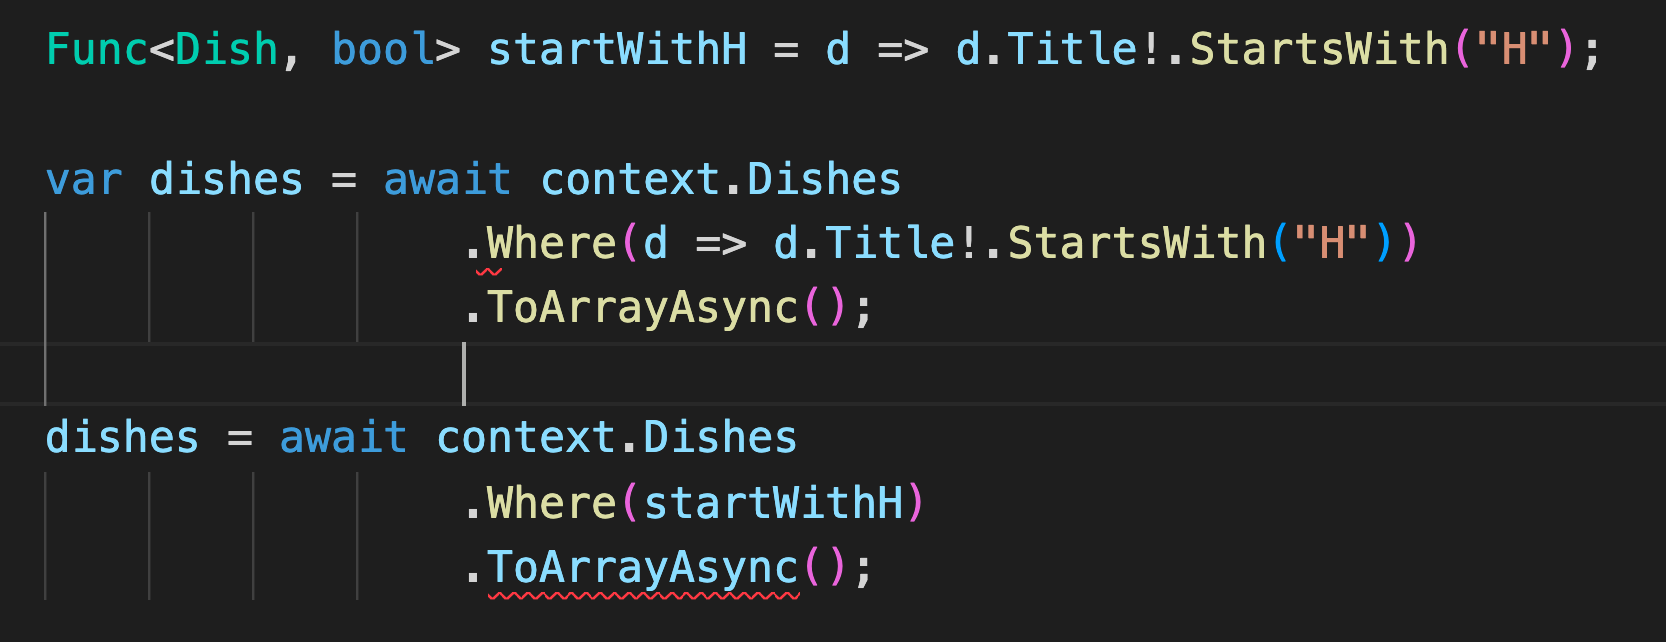 Func<Dish, bool> startWithH = d => d.Title!.StartsWith("H");
var dishes = await context.Dishes
.Where(d => d.Title!.StartsWith("H"))
.ToArrayAsync();
dishes = await context.Dishes
.Where(startWithH)
.ToArrayAsync();